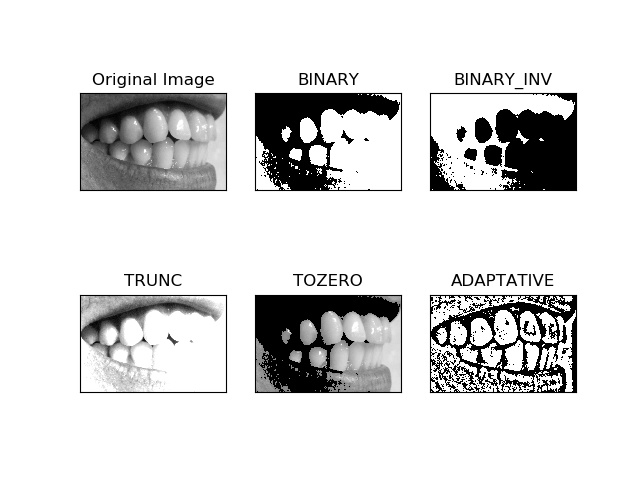 Original Image
BINARY
BINARY_INV
TRUNC
TOZERO
ADAPTATIVE